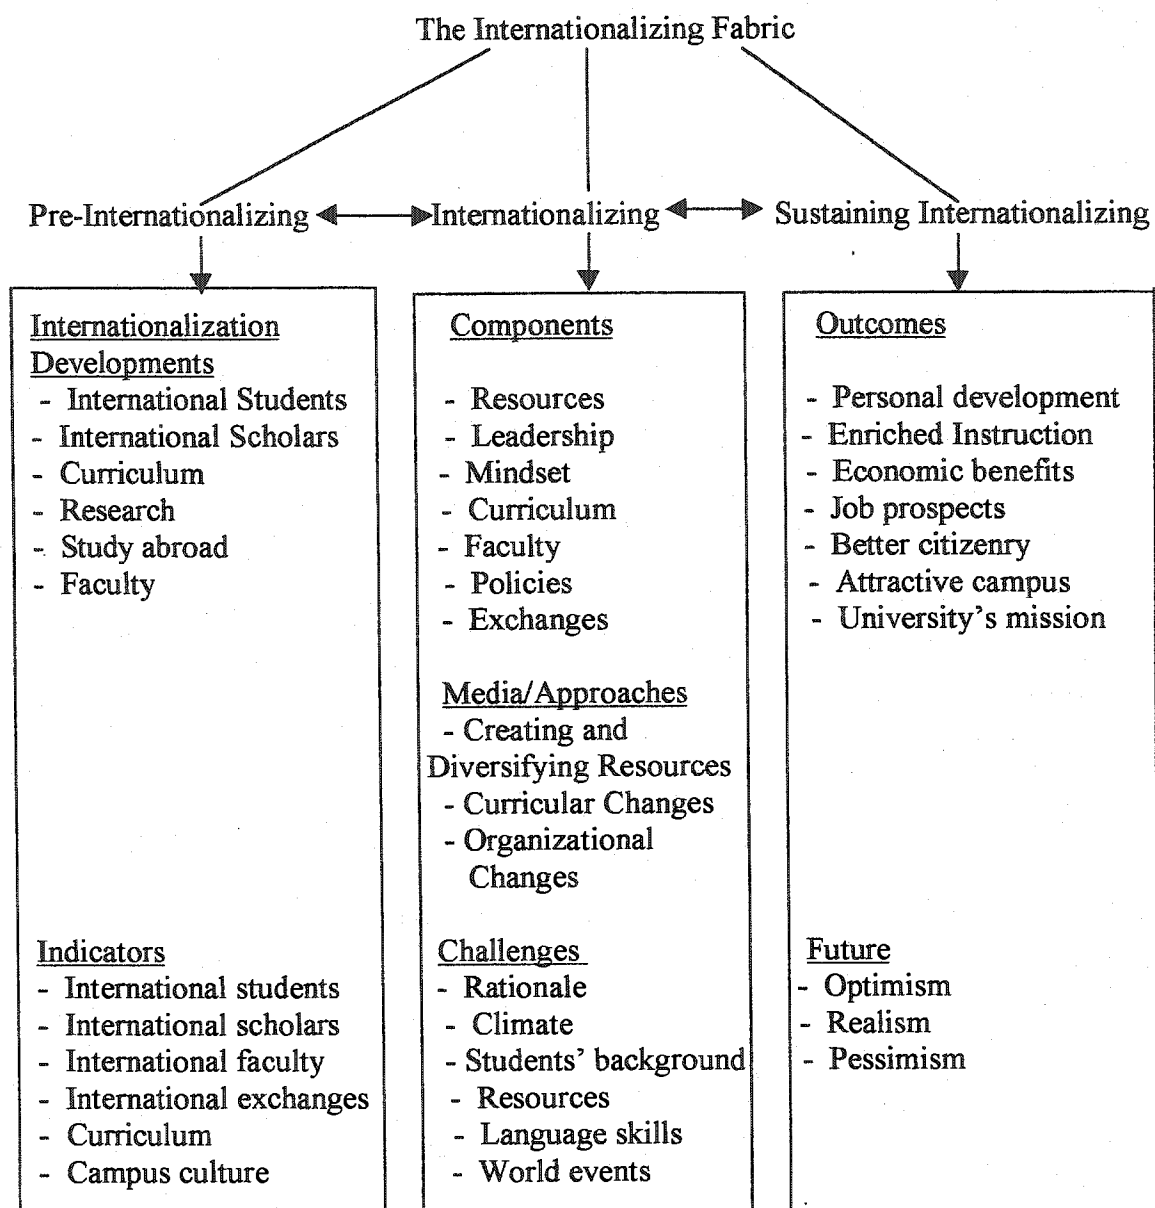 The Internationalizing Fabric
Pre-Internationalizing
Internationalizing
Sustaining Internationalizing
Internationalization
Developments
- International Students
- International Scholars
- Curriculum
- Research
- Study abroad
- Faculty
Indicators
- International students
- International scholars
- International faculty
- International exchanges
- Curriculum
- Campus culture
Components
- Resources
- Leadership
- Mindset
- Curriculum
- Faculty
- Policies
- Exchanges
Media/Approaches
- Creating and
Diversifying Resources
- Curricular Changes
- Organizational
Changes
Challenges
- Rationale
- Climate
- Students' background
- Resources
- Language skills
- World events
Outcomes
- Personal development
- Enriched Instruction
- Economic benefits
- Job prospects
- Better citizenry
- Attractive campus
- University's mission
Future
- Optimism
- Realism
- Pessimism